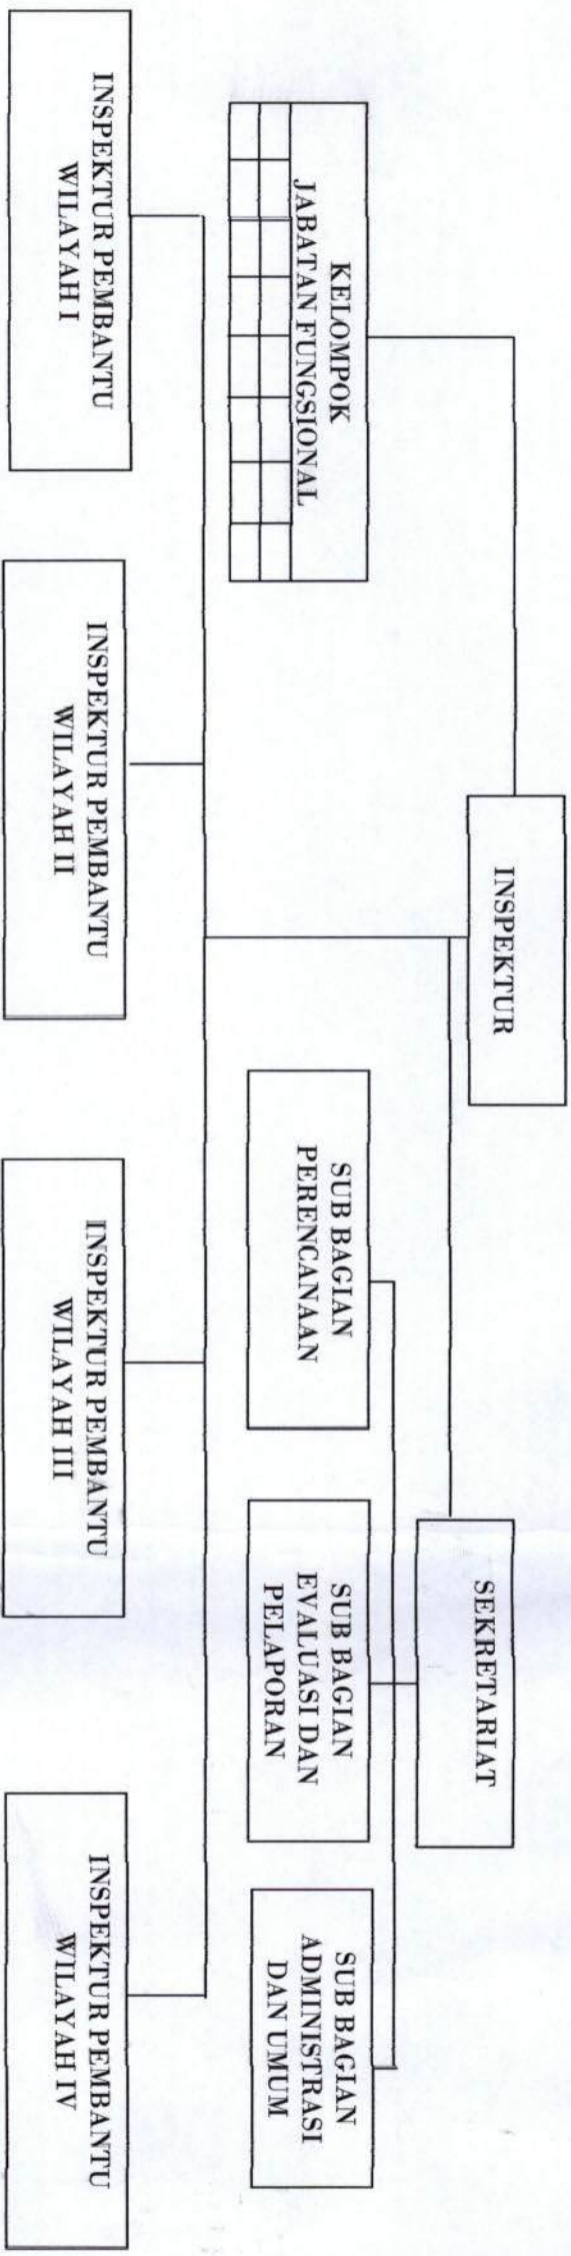 INSPEKTUR
KELOMPOK
JABATAN FUNGSIONAL
SEKRETARIAT
SUB BAGIAN
PERENCANAAN
SUB BAGIAN
EVALUASI DAN
PELAPORAN
SUB BAGIAN
ADMINISTRASI
DAN UMUM
INSPEKTUR PEMBANTU
WILAYAH I
INSPEKTUR PEMBANTU
WILAYAH II
INSPEKTUR PEMBANTU
WILAYAH III
INSPEKTUR PEMBANTU
WILAYAH IV